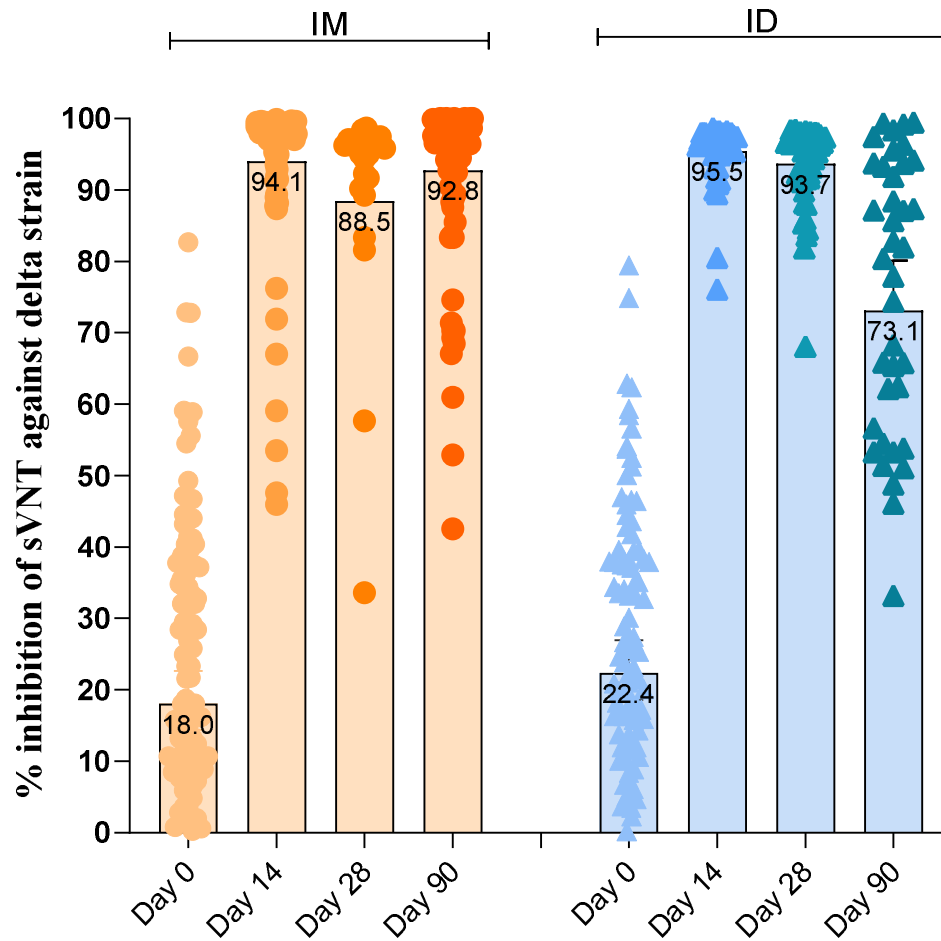 IM
ID
% inhibition of sVNT against delta strain
100
90
80
70
60
50
40
30
20
10
0
18.0
94.1
88.5
92.8
22.4
95.5
93.7
73.1
Day 0
Day 14
Day 28
Day 90
Day 0
Day 14
Day 28
Day 90